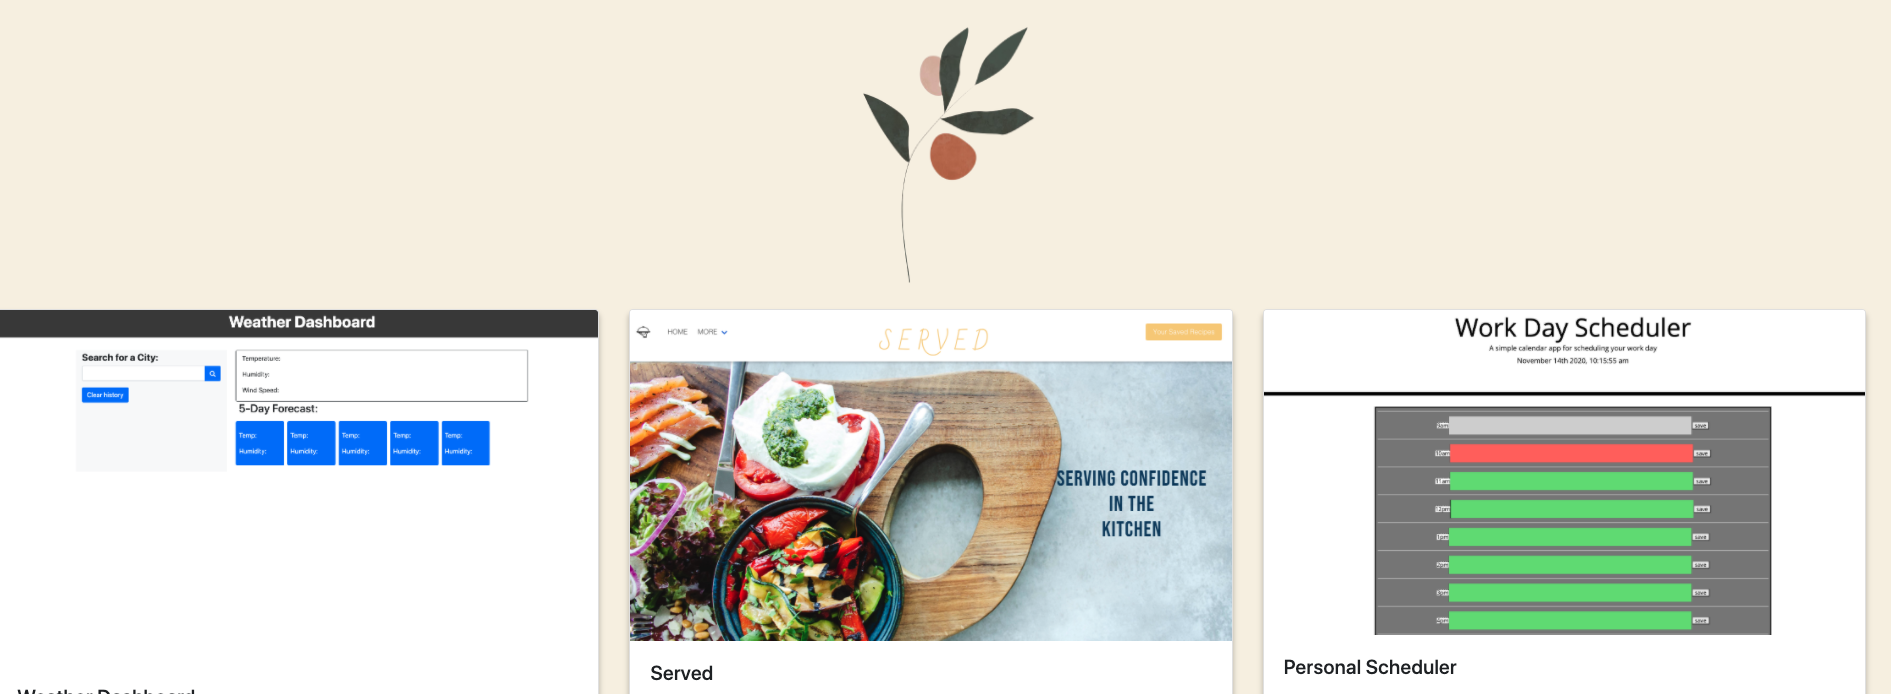 Weather Dashboard
Search for a City:
Clear history
Temperature:
Humidity:
Wind Speed:
5-Day Forecast:
Temp: Temp: Temp: Temp: Temp:
Humidity: Humidity: Humidity: Humidity: Humidity:
Weather Dashboard
HOME MORE
SERVED
Your Saved Recipes
SERVING CONFIDENCE
IN THE
KITCHEN
Served
Work Day Scheduler
A simple calendar app for scheduling your work day
November 14th 2020, 10:15:55 am
9am save
10am save
11am save
12pm save
1pm save
2pm save
3pm save
4pm save
Personal Scheduler